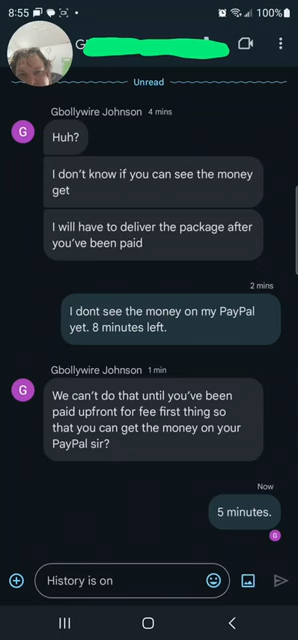 8:55
100%
G
Unread
Gbollywire Johnson 4 mins
G
Huh?
I don't know if you can see the money
get
I will have to deliver the package after
you've been paid
2 mins
I dont see the money on my PayPal
yet. 8 minutes left.
Gbollywire Johnson 1 min
G
We can't do that until you've been
paid upfront for fee first thing so
that you can get the money on your
PayPal sir?
Now
5 minutes.
G
History is on